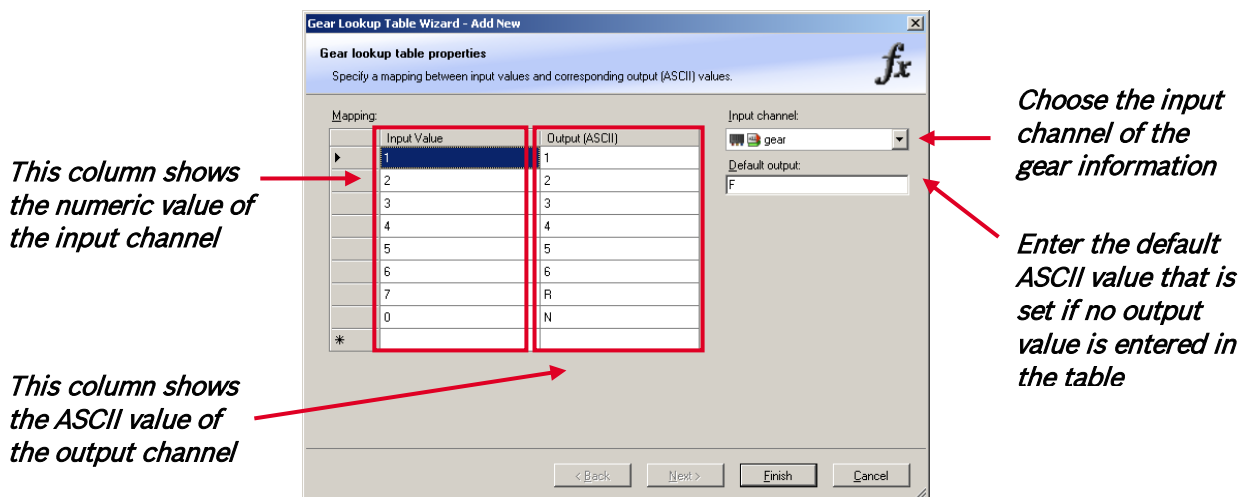 Gear Lookup Table Wizard - Add New
Gear lookup table properties
Specify a mapping between input values and corresponding output (ASCII) values.
fx
Mapping:
Input Value Output (ASCII)
1 1
2 2
3 3
4 4
5 5
6 6
7 R
0 N
*
Input channel:
gear
Default output:
F
< Back Next > Finish Cancel
This column shows
the numeric value of
the input channel
This column shows
the ASCII value of
the output channel
Choose the input
channel of the
gear information
Enter the default
ASCII value that is
set if no output
value is entered in
the table